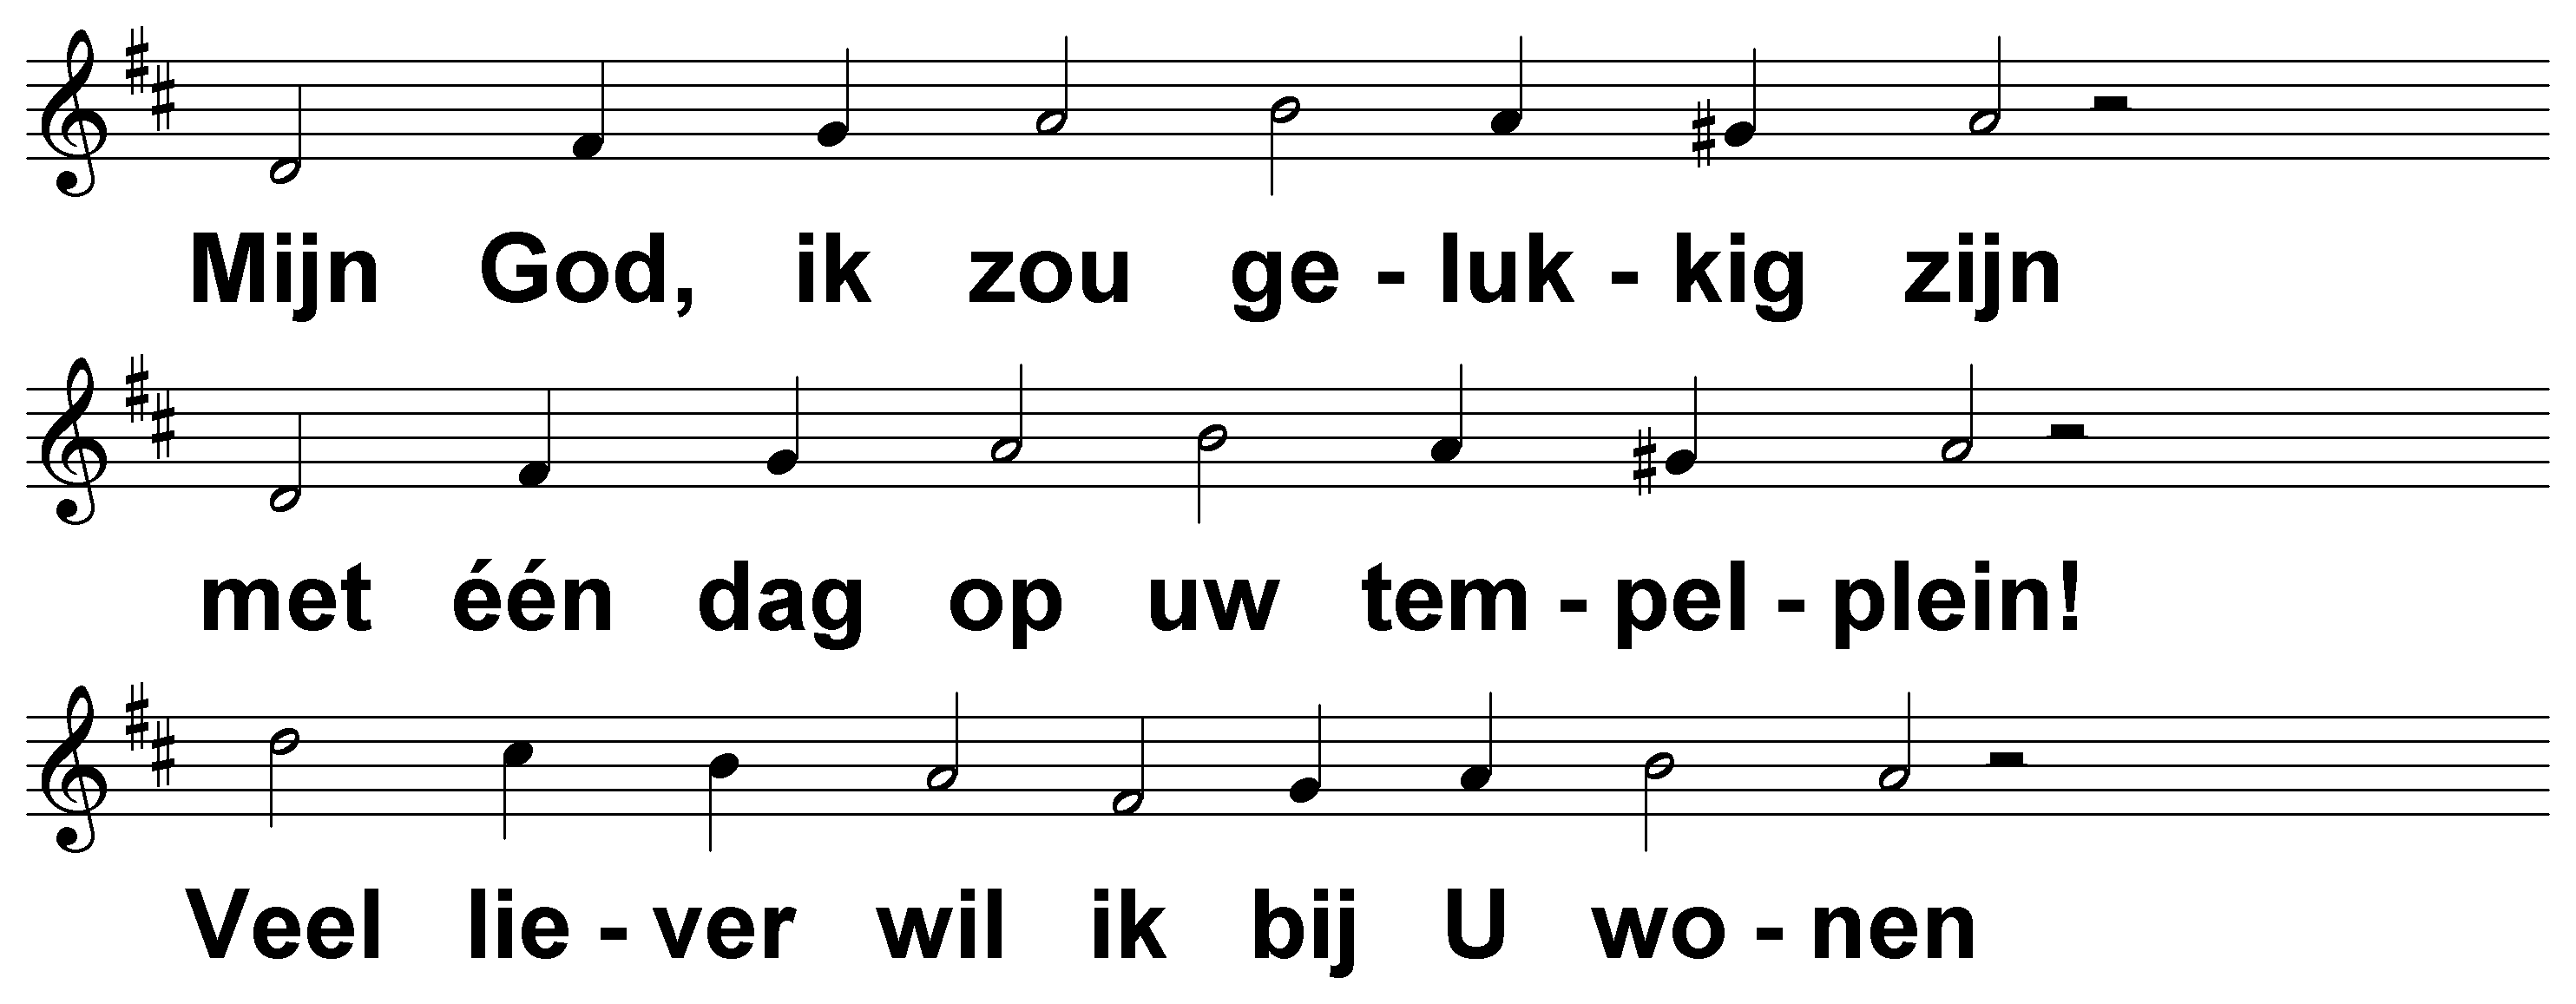 Mijn God, ik zou ge - luk - kig zijn
met één dag op uw tem - pel - plein!
Veel lie - ver wil ik bij U wo - nen